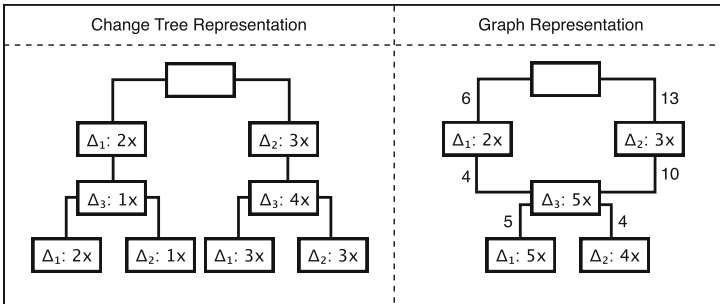 Change Tree Representation
Graph Representation
6
13
Δ₁: 2x
Δ₂: 3x
Δ₁: 2x
Δ₂: 3x
4
10
Δ₃: 1x
Δ₃: 4x
Δ₃: 5x
5
4
Δ₁: 2x
Δ₂: 1x
Δ₁: 3x
Δ₂: 3x
Δ₁: 5x
Δ₂: 4x